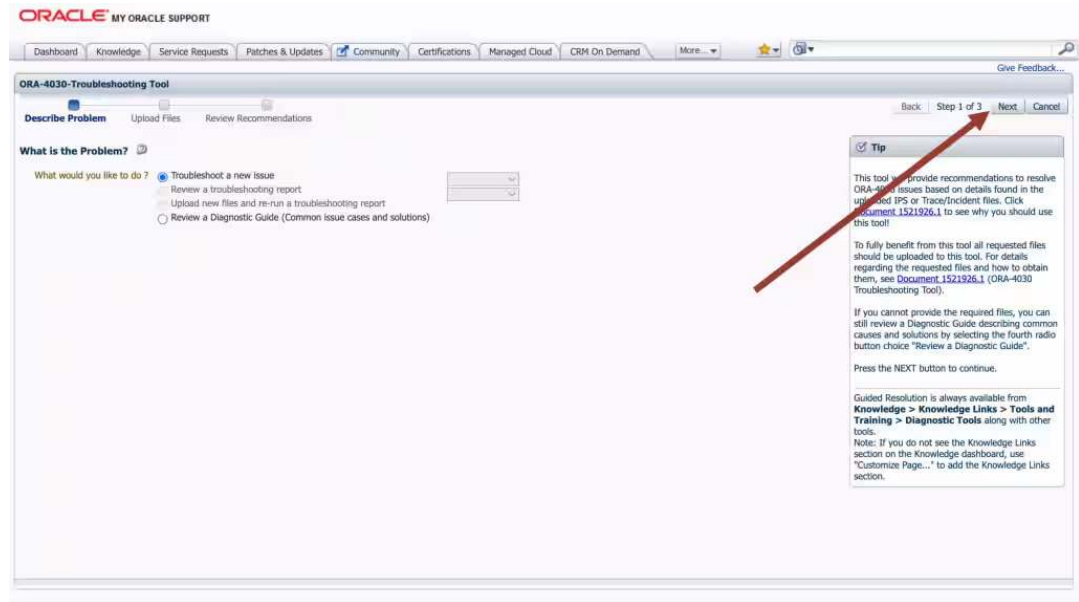 ORACLE MY ORACLE SUPPORT
Dashboard Knowledge Service Requests Patches & Updates Community Certifications Managed Cloud CRM On Demand More...
Give Feedback...
ORA-4030-Troubleshooting Tool
Describe Problem Upload Files Review Recommendations
Back Step 1 of 3 Next Cancel
What is the Problem?
What would you like to do ?
Troubleshoot a new issue
Review a troubleshooting report
Upload new files and re-run a troubleshooting report
Review a Diagnostic Guide (Common issue cases and solutions)
Tip
This tool will provide recommendations to resolve
ORA-4030 issues based on details found in the
uploaded IPS or Trace/Incident files. Click
Document 1521926.1 to see why you should use
this tool!
To fully benefit from this tool all requested files
should be uploaded to this tool. For details
regarding the requested files and how to obtain
them, see Document 1521926.1 (ORA-4030
Troubleshooting Tool).
If you cannot provide the required files, you can
still review a Diagnostic Guide describing common
causes and solutions by selecting the fourth radio
button choice "Review a Diagnostic Guide".
Press the NEXT button to continue.
Guided Resolution is always available from
Knowledge > Knowledge Links > Tools and
Training > Diagnostic Tools along with other
tools.
Note: If you do not see the Knowledge Links
section on the Knowledge dashboard, use
"Customize Page..." to add the Knowledge Links
section.